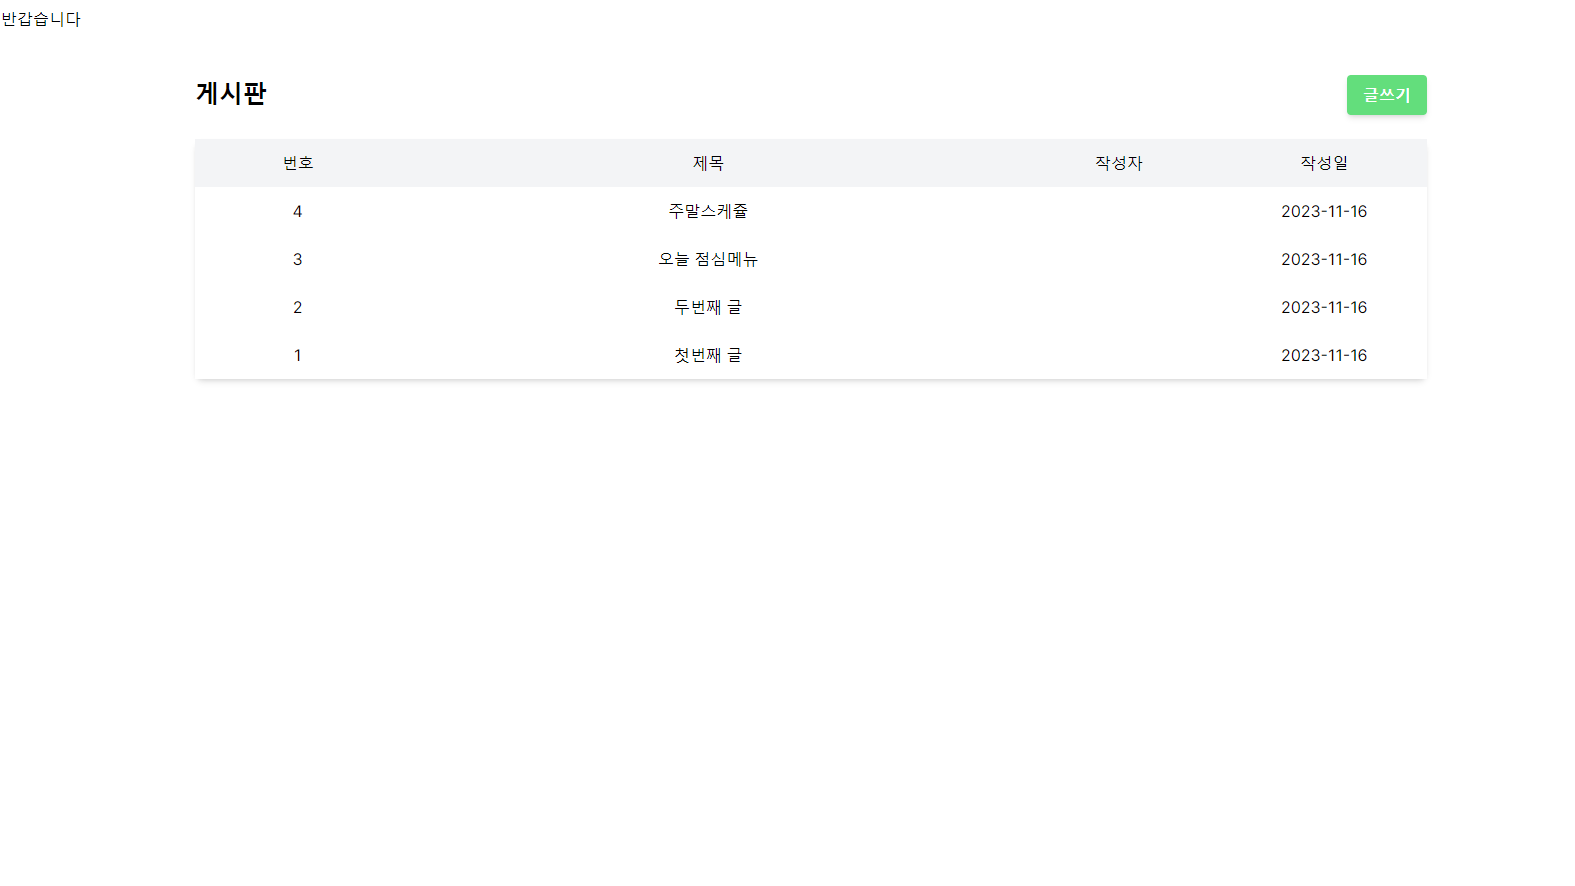 반갑습니다
게시판 글쓰기
번호 제목 작성자 작성일
4 주말스케쥴 2023-11-16
3 오늘 점심메뉴 2023-11-16
2 두번째 글 2023-11-16
1 첫번째 글 2023-11-16